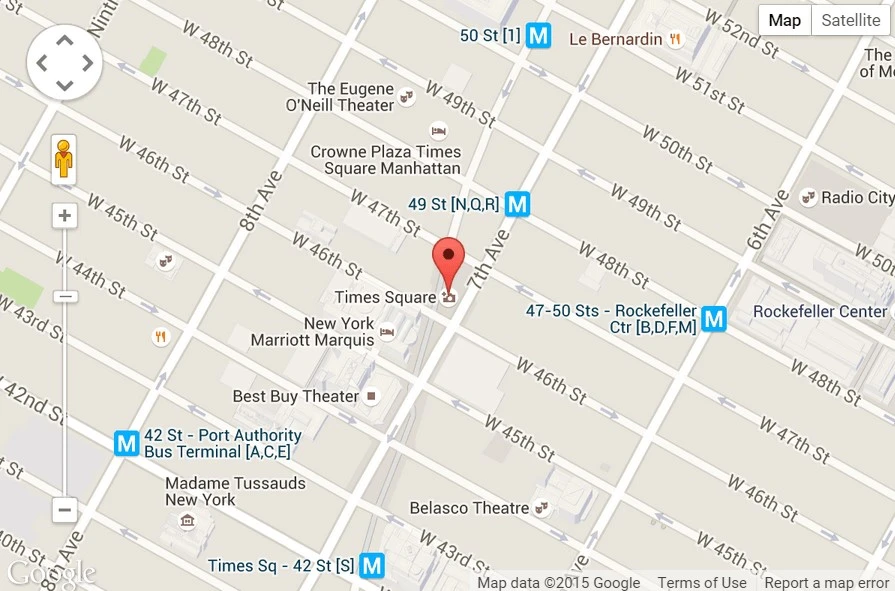 Ninth
50 St [1]
Le Bernardin
W 52nd St
Map
Satellite
The
of Mo
W 48th St
W 51st St
The Eugene
O'Neill Theater
W 47th St
W 49th St
W 50th St
Crowne Plaza Times
Square Manhattan
W 46th St
8th Ave
W 47th St
49 St [N,Q,R]
W 49th St
6th Ave
Radio City
W 45th St
W 46th St
7th Ave
W 48th St
W 50t
W 44th St
Times Square
47-50 Sts - Rockefeller
Ctr [B,D,F,M]
Rockefeller Center
W 43rd St
New York
Marriott Marquis
W 46th St
W 48th St
W 42nd St
Best Buy Theater
W 45th St
W 47th St
42 St - Port Authority
Bus Terminal [A,C,E]
st St
Madame Tussauds
New York
W 46th St
Belasco Theatre
40th St
8th Ave
W 43rd St
W 45th St
Times Sq - 42 St [S]
Ave
Google
Map data ©2015 Google
Terms of Use
Report a map error